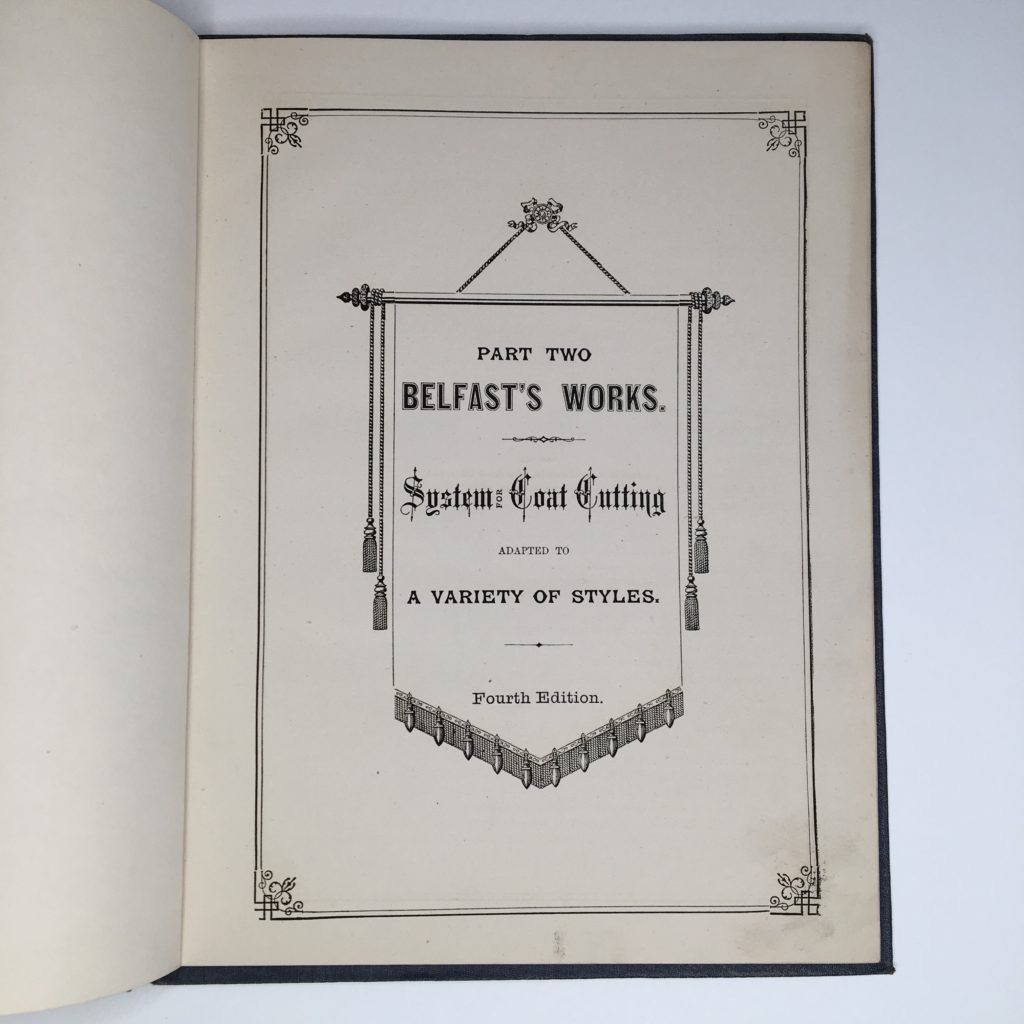 PART TWO
BELFAST'S WORKS.
System FOR Coat Cutting
ADAPTED TO
A VARIETY OF STYLES.
Fourth Edition.